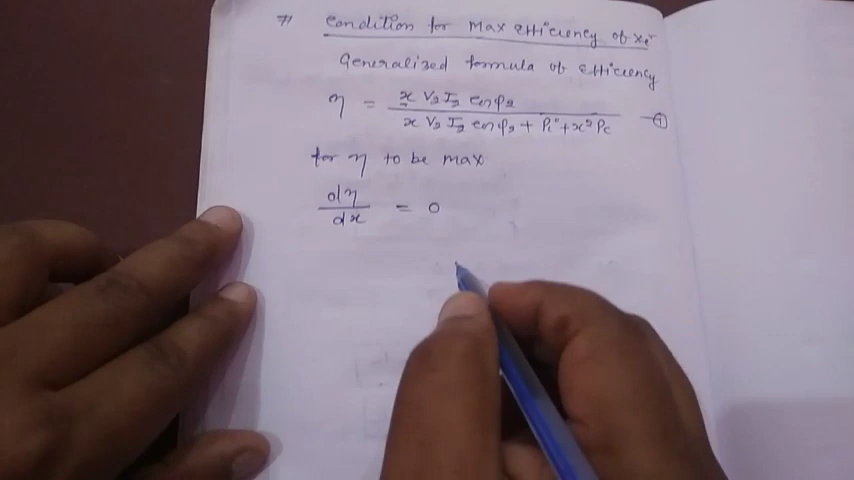 7) Condition for Max Efficiency of Xer
Generalized formula of efficiency
η = x V₂ I₂ cosφ₂ / x V₂ I₂ cosφ₂ + Pi + x² Pc —①
for η to be max
dη / dx = 0